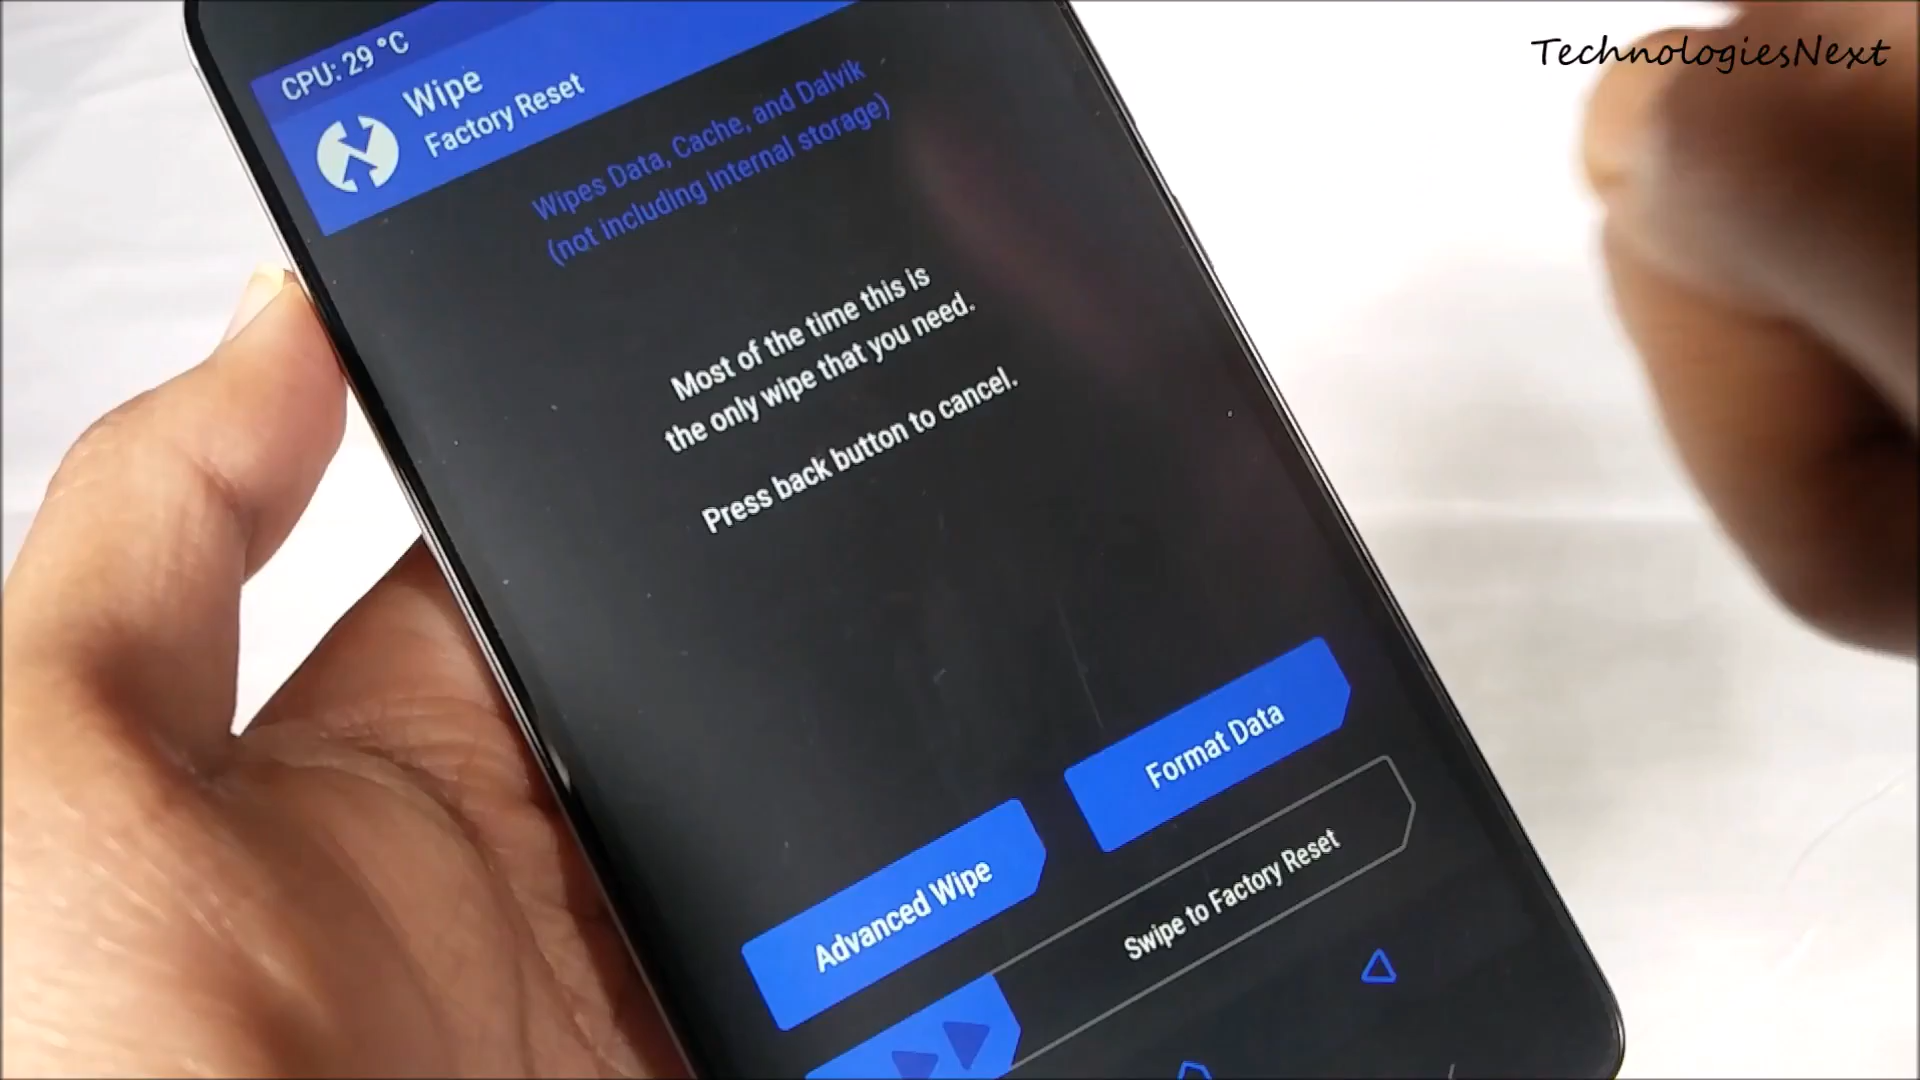 TechnologiesNext
CPU: 29 °C
Wipe
Factory Reset
Wipes Data, Cache, and Dalvik
(not including internal storage)
Most of the time this is
the only wipe that you need.
Press back button to cancel.
Format Data
Advanced Wipe
Swipe to Factory Reset